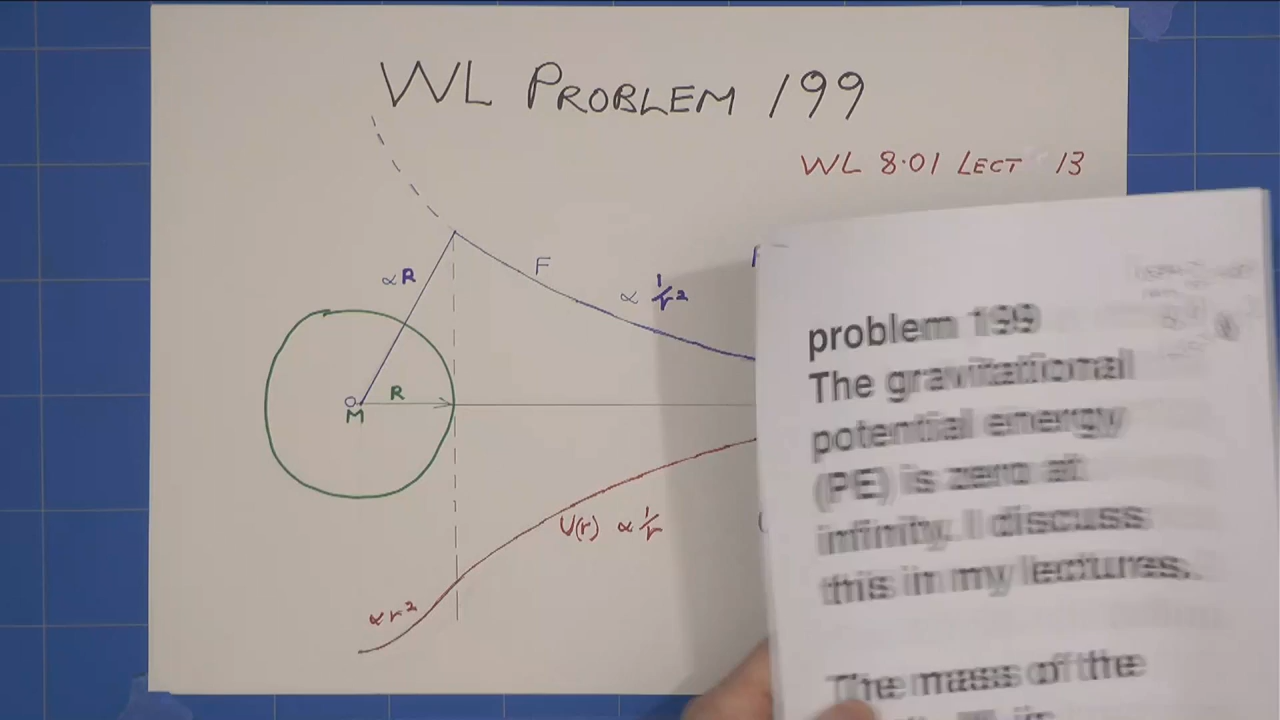 WL PROBLEM 199
WL 8.01 LECT 13
αR
F
α 1/r²
R
M
U(r) α 1/r
α r²
problem 199
The gravitational
potential energy
(PE) is zero at
infinity. I discuss
this in my lectures.
The mass of the